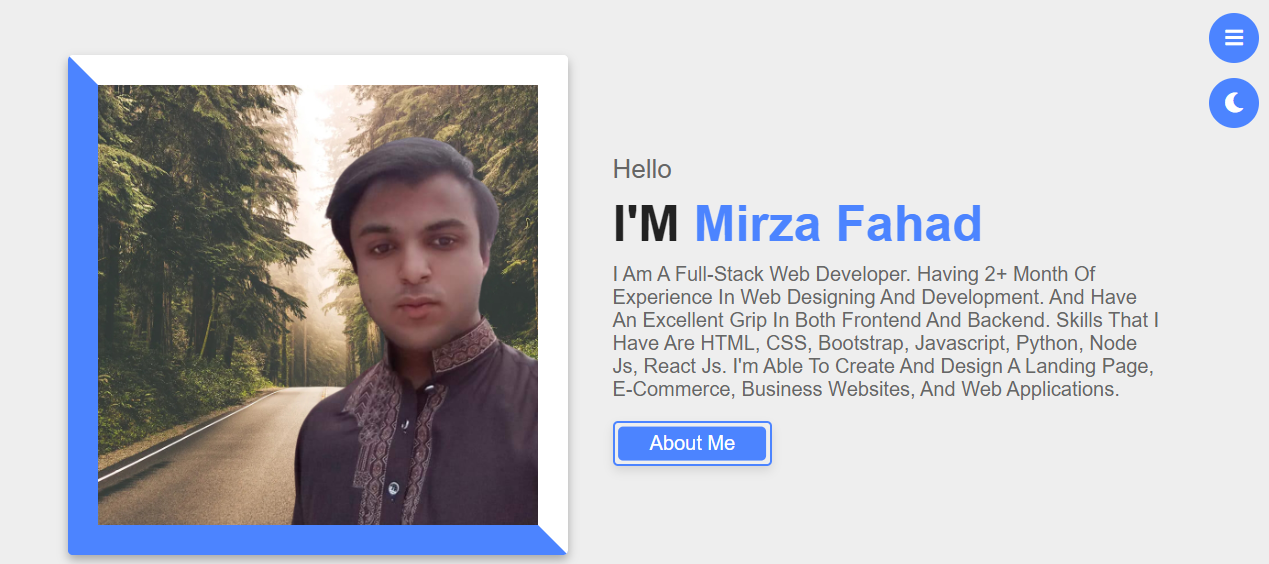 Hello
I'M Mirza Fahad
I Am A Full-Stack Web Developer. Having 2+ Month Of
Experience In Web Designing And Development. And Have
An Excellent Grip In Both Frontend And Backend. Skills That I
Have Are HTML, CSS, Bootstrap, Javascript, Python, Node
Js, React Js. I'm Able To Create And Design A Landing Page,
E-Commerce, Business Websites, And Web Applications.
About Me